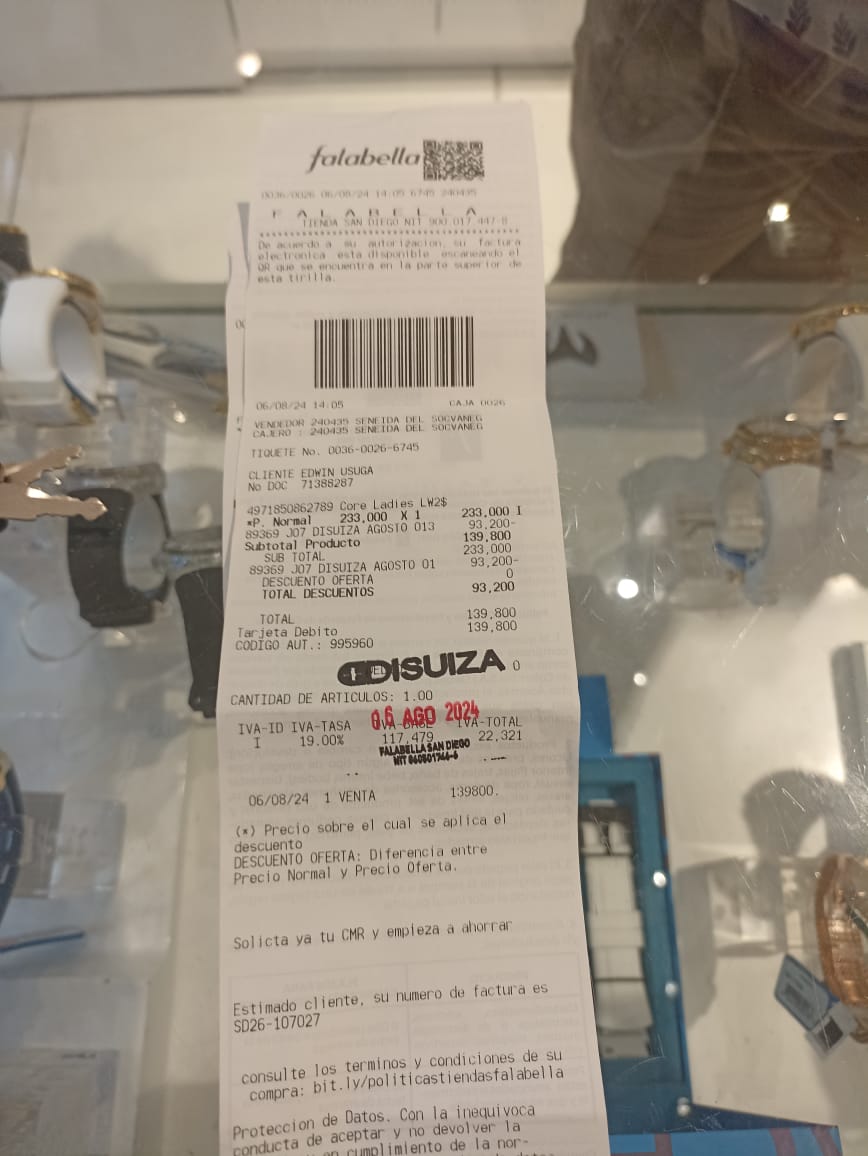 falabella
0036/0026 06/08/24 14:05 6745 240435
F A L A B E L L A
TIENDA SAN DIEGO NIT 900.017.447-8
De acuerdo a su autorizacion, su factura
electronica esta disponible escaneando el
QR que se encuentra en la parte superior de
esta tirilla.
06/08/24 14:05 CAJA 0026
VENDEDOR 240435 SENEIDA DEL SOCVANEG
CAJERO : 240435 SENEIDA DEL SOCVANEG
TIQUETE No. 0036-0026-6745
CLIENTE EDWIN USUGA
No DOC 71388287
4971850862789 Core Ladies LW2$
*P. Normal 233,000 X 1 233,000 I
89369 J07 DISUIZA AGOSTO 013 93,200-
Subtotal Producto 139,800
SUB TOTAL 233,000
89369 J07 DISUIZA AGOSTO 01 93,200-
DESCUENTO OFERTA 0
TOTAL DESCUENTOS 93,200
TOTAL 139,800
Tarjeta Debito 139,800
CODIGO AUT.: 995960
DISUIZA 0
CANTIDAD DE ARTICULOS: 1.00
06 AGO 2024
IVA-ID IVA-TASA IVA-BASE IVA-TOTAL
I 19.00% 117,479 22,321
FALABELLA SAN DIEGO
06/08/24 1 VENTA 139800.
(*) Precio sobre el cual se aplica el
descuento
DESCUENTO OFERTA: Diferencia entre
Precio Normal y Precio Oferta.
Solicta ya tu CMR y empieza a ahorrar
Estimado cliente, su numero de factura es
SD26-107027
consulte los terminos y condiciones de su
compra: bit.ly/politicastiendasfalabella
Proteccion de Datos. Con la inequivoca
conducta de aceptar y no devolver la
en cumplimiento de la nor-